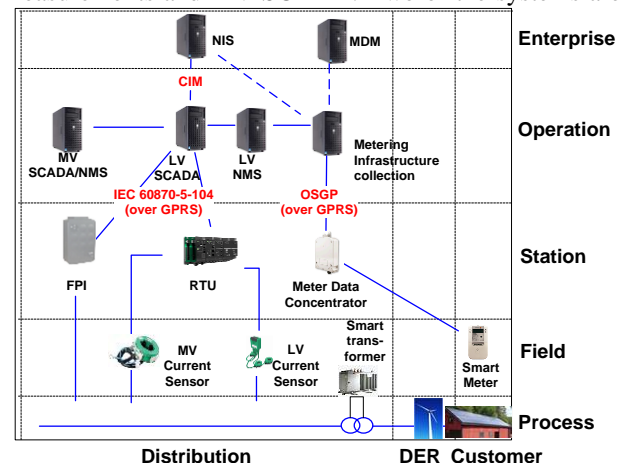 NIS
MDM
Enterprise
CIM
MV
SCADA/NMS
LV
SCADA
LV
NMS
Metering
Infrastructure
collection
Operation
IEC 60870-5-104
(over GPRS)
OSGP
(over GPRS)
FPI
RTU
Meter Data
Concentrator
Station
MV
Current
Sensor
LV
Current
Sensor
Smart
trans-
former
Smart
Meter
Field
Process
Distribution
DER Customer